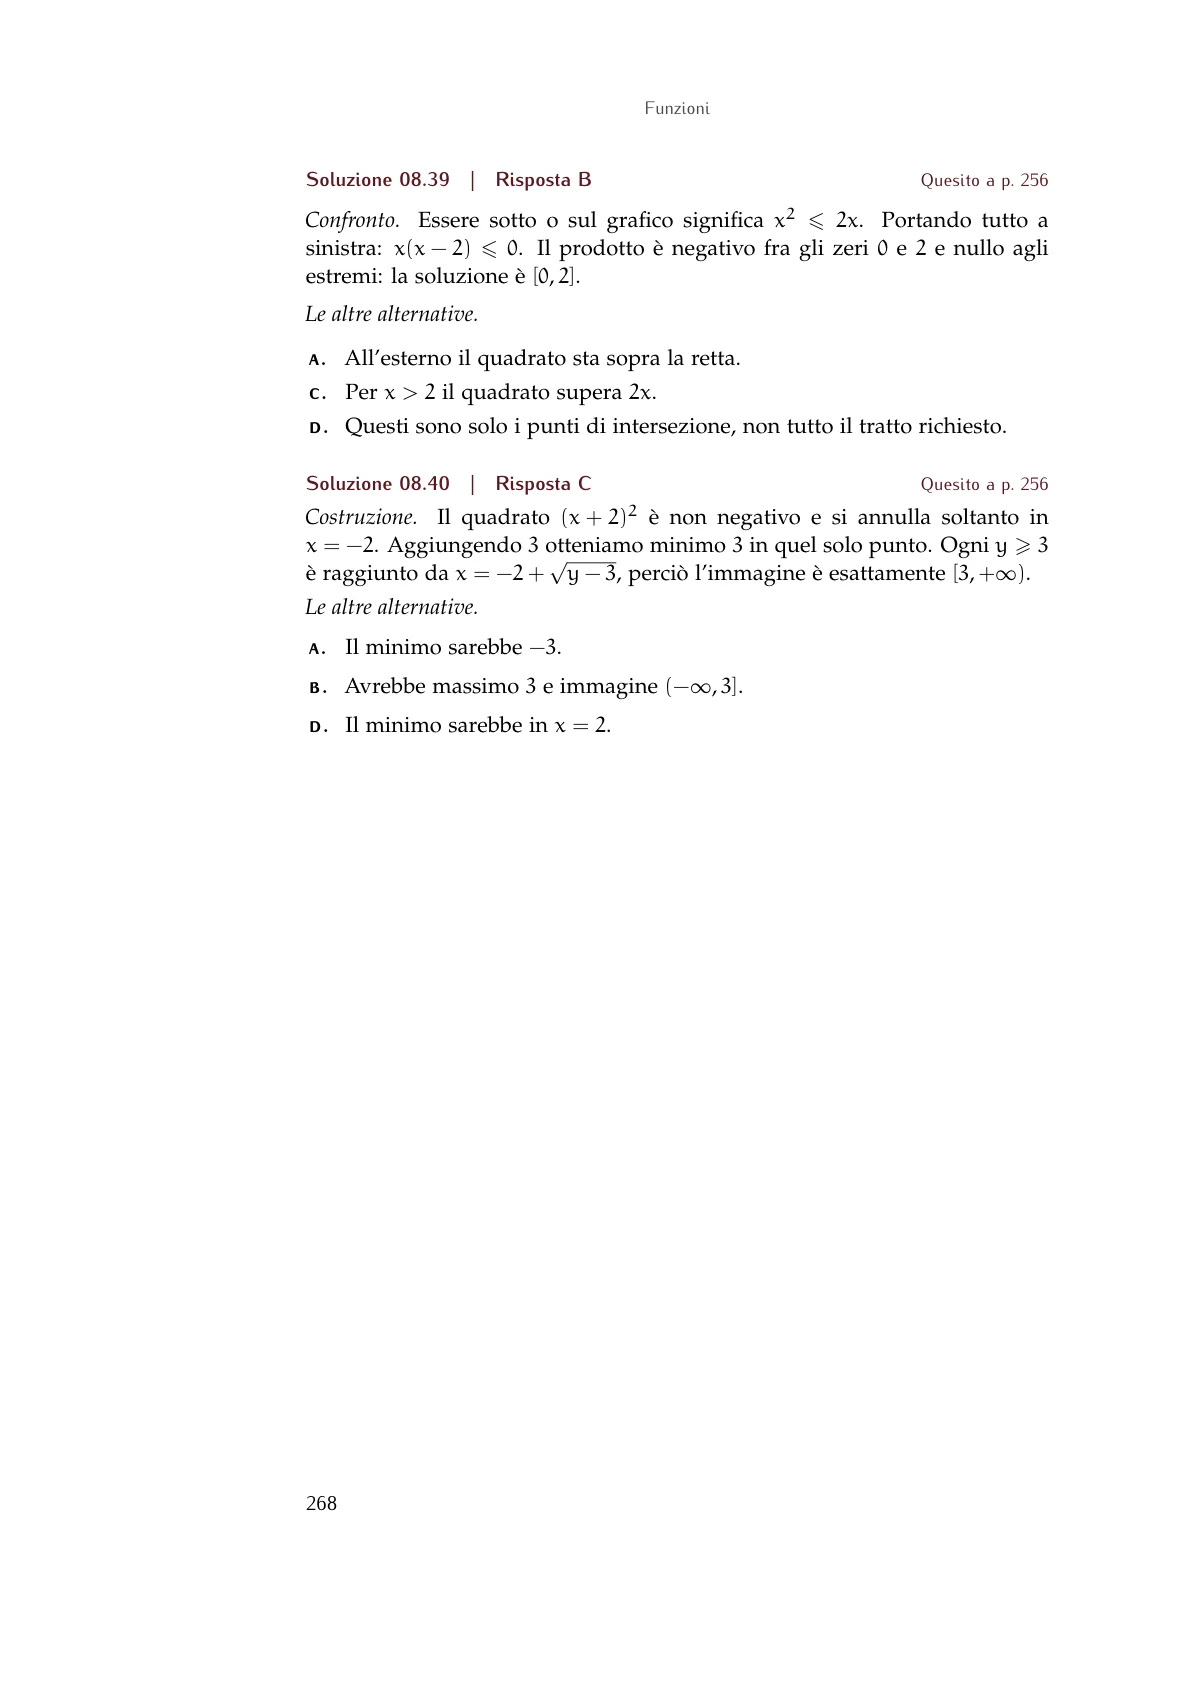 Funzioni
Soluzione 08.39 | Risposta B Quesito a p. 256
Confronto. Essere sotto o sul grafico significa x² ⩽ 2x. Portando tutto a
sinistra: x(x − 2) ⩽ 0. Il prodotto è negativo fra gli zeri 0 e 2 e nullo agli
estremi: la soluzione è [0, 2].
Le altre alternative.
A. All'esterno il quadrato sta sopra la retta.
C. Per x > 2 il quadrato supera 2x.
D. Questi sono solo i punti di intersezione, non tutto il tratto richiesto.
Soluzione 08.40 | Risposta C Quesito a p. 256
Costruzione. Il quadrato (x + 2)² è non negativo e si annulla soltanto in
x = −2. Aggiungendo 3 otteniamo minimo 3 in quel solo punto. Ogni y ⩾ 3
è raggiunto da x = −2 + √(y − 3), perciò l'immagine è esattamente [3, +∞).
Le altre alternative.
A. Il minimo sarebbe −3.
B. Avrebbe massimo 3 e immagine (−∞, 3].
D. Il minimo sarebbe in x = 2.
268